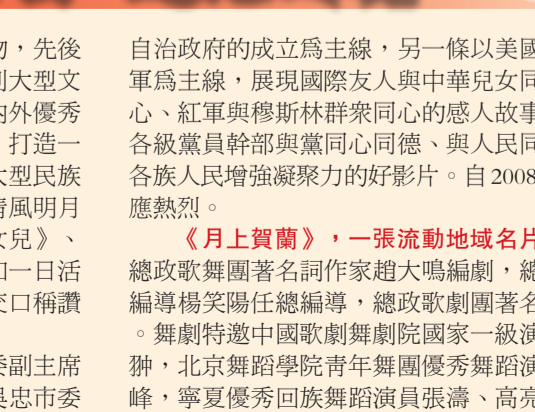 物，先後
列大型文
內外優秀
，打造一
大型民族
清風明月
女兒》、
如一日活
交口稱讚
委副主席
吳忠市委
自治政府的成立爲主線，另一條以美國
軍爲主線，展現國際友人與中華兒女同
心、紅軍與穆斯林群衆同心的感人故事
各級黨員幹部與黨同心同德、與人民同
各族人民增強凝聚力的好影片。自2008
應熱烈。
《月上賀蘭》，一張流動地域名片
總政歌舞團著名詞作家趙大鳴編劇，總
編導楊笑陽任總編導，總政歌劇團著名
。舞劇特邀中國歌劇舞劇院國家一級演
翀，北京舞蹈學院青年舞團優秀舞蹈演
峰，寧夏優秀回族舞蹈演員張濤、高亮